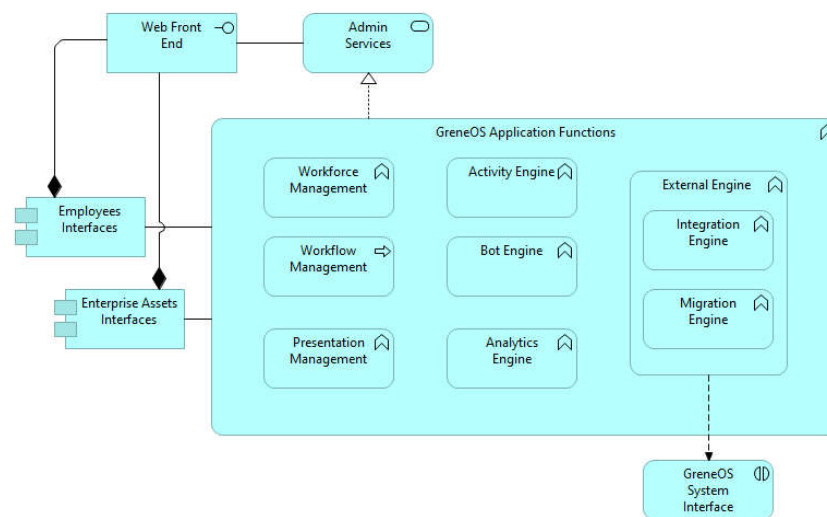 Web Front
End
Admin
Services
GreneOS Application Functions
Workforce
Management
Activity Engine
External Engine
Employees
Interfaces
Integration
Engine
Workflow
Management
Bot Engine
Enterprise Assets
Interfaces
Migration
Engine
Presentation
Management
Analytics
Engine
GreneOS
System
Interface